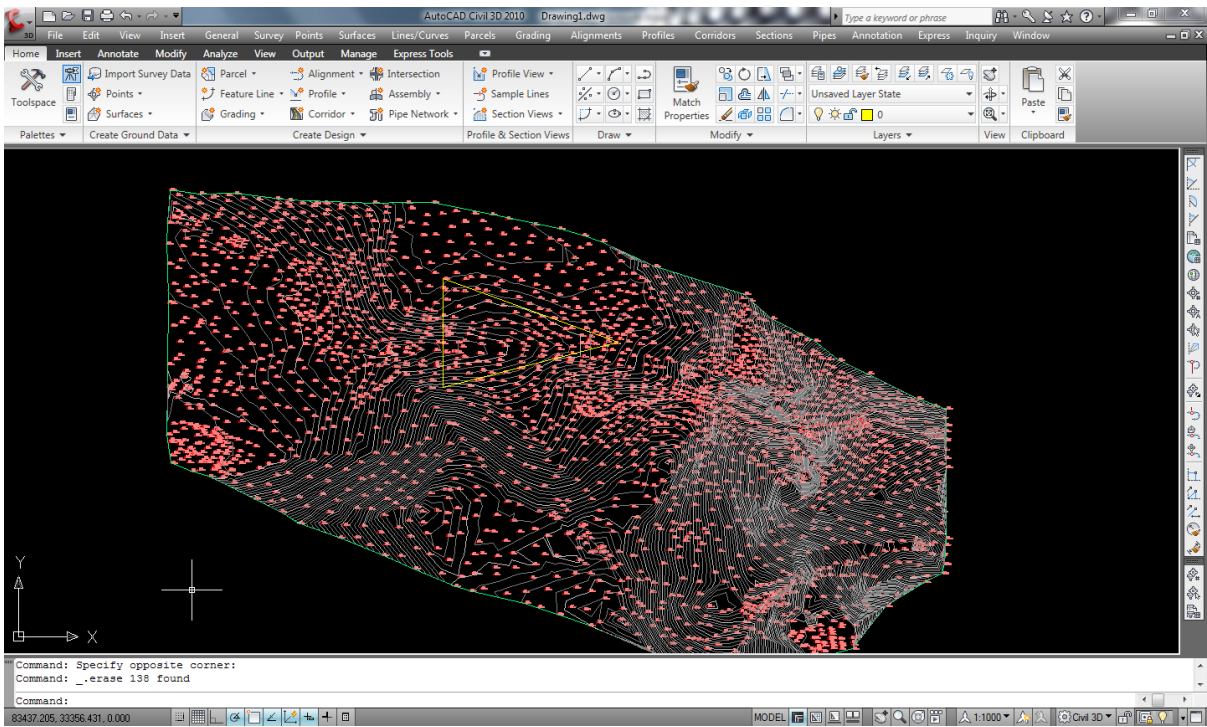 AutoCAD Civil 3D 2010 Drawing1.dwg Type a keyword or phrase
3D File Edit View Insert General Survey Points Surfaces Lines/Curves Parcels Grading Alignments Profiles Corridors Sections Pipes Annotation Express Inquiry Window
Home Insert Annotate Modify Analyze View Output Manage Express Tools
Import Survey Data Parcel Alignment Intersection Profile View
Toolspace Points Feature Line Profile Assembly Sample Lines Match Properties Unsaved Layer State Paste
Surfaces Grading Corridor Pipe Network Section Views 0
Palettes Create Ground Data Create Design Profile & Section Views Draw Modify Layers View Clipboard
Y
X
Command: Specify opposite corner:
Command: _.erase 138 found
Command:
83437.205, 33356.431, 0.000 MODEL 1:1000 Civil 3D